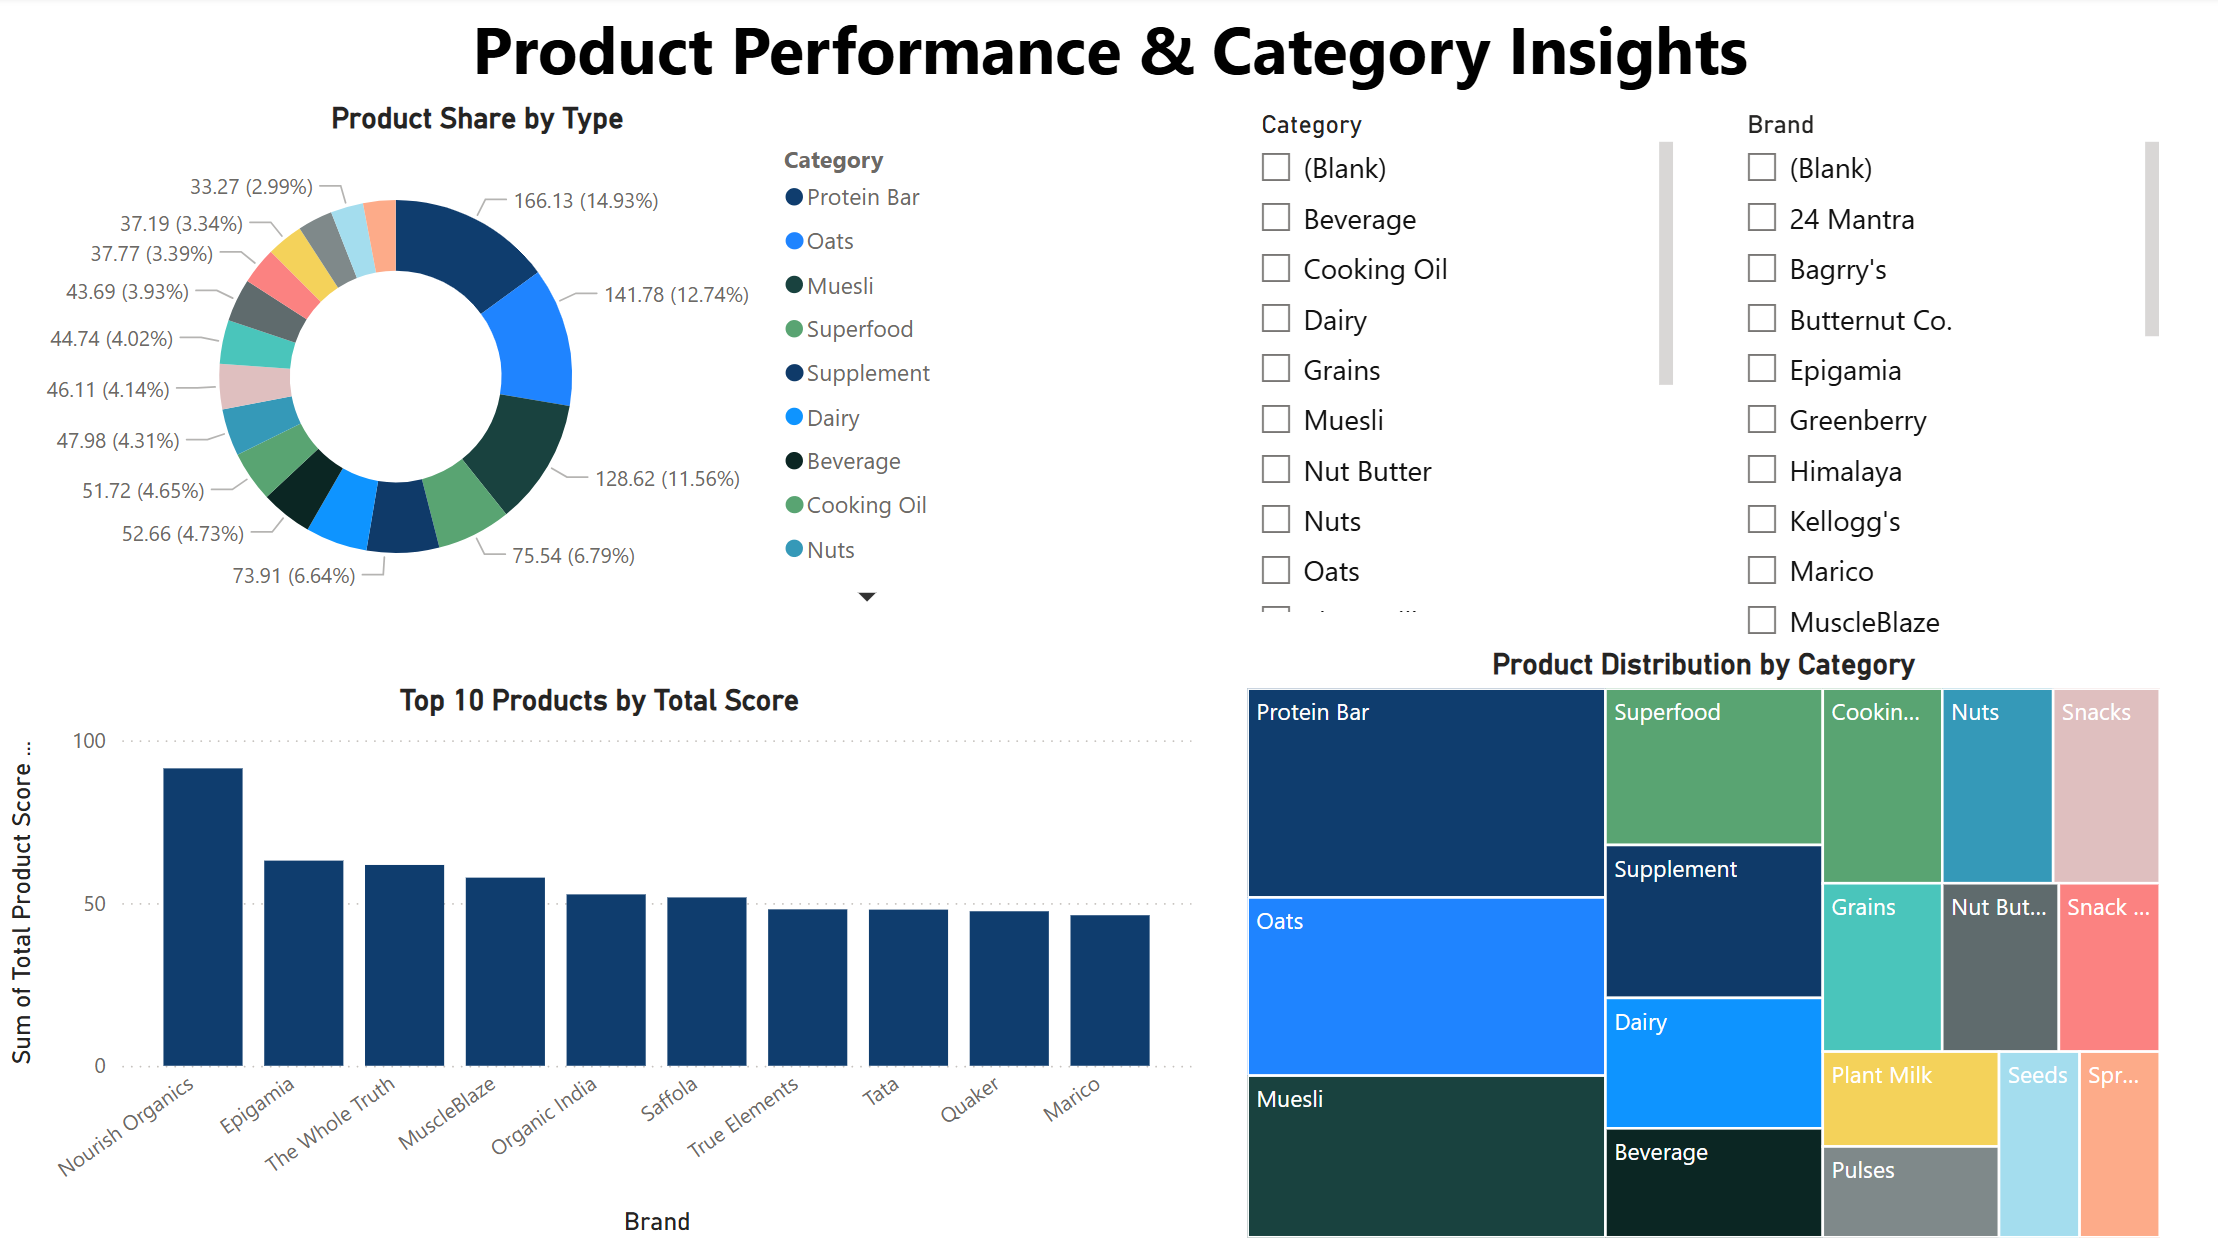 Product Performance & Category Insights
Product Share by Type
33.27 (2.99%)
37.19 (3.34%)
37.77 (3.39%)
43.69 (3.93%)
44.74 (4.02%)
46.11 (4.14%)
47.98 (4.31%)
51.72 (4.65%)
52.66 (4.73%)
73.91 (6.64%)
166.13 (14.93%)
141.78 (12.74%)
128.62 (11.56%)
75.54 (6.79%)
Category
Protein Bar
Oats
Muesli
Superfood
Supplement
Dairy
Beverage
Cooking Oil
Nuts
Category
(Blank)
Beverage
Cooking Oil
Dairy
Grains
Muesli
Nut Butter
Nuts
Oats
Brand
(Blank)
24 Mantra
Bagrry's
Butternut Co.
Epigamia
Greenberry
Himalaya
Kellogg's
Marico
MuscleBlaze
Top 10 Products by Total Score
Sum of Total Product Score ...
100
50
0
Nourish Organics
Epigamia
The Whole Truth
MuscleBlaze
Organic India
Saffola
True Elements
Tata
Quaker
Marico
Brand
Product Distribution by Category
Protein Bar
Oats
Muesli
Superfood
Supplement
Dairy
Beverage
Cookin...
Nuts
Snacks
Grains
Nut But...
Snack ...
Plant Milk
Pulses
Seeds
Spr...